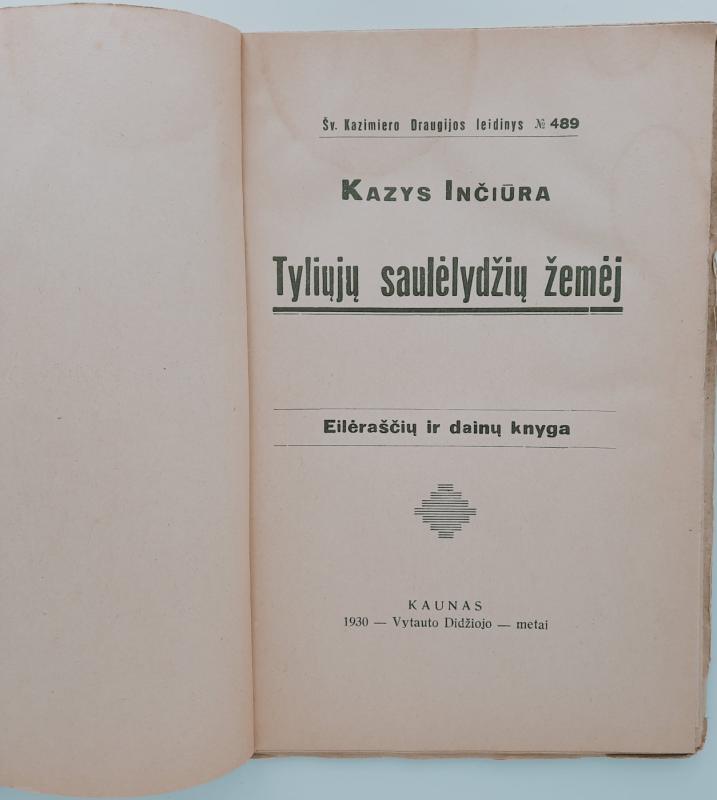 Šv. Kazimiero Draugijos leidinys № 489
Kazys Inčiūra
Tyliųjų saulėlydžių žemėj
Eilėraščių ir dainų knyga
KAUNAS
1930 — Vytauto Didžiojo — metai